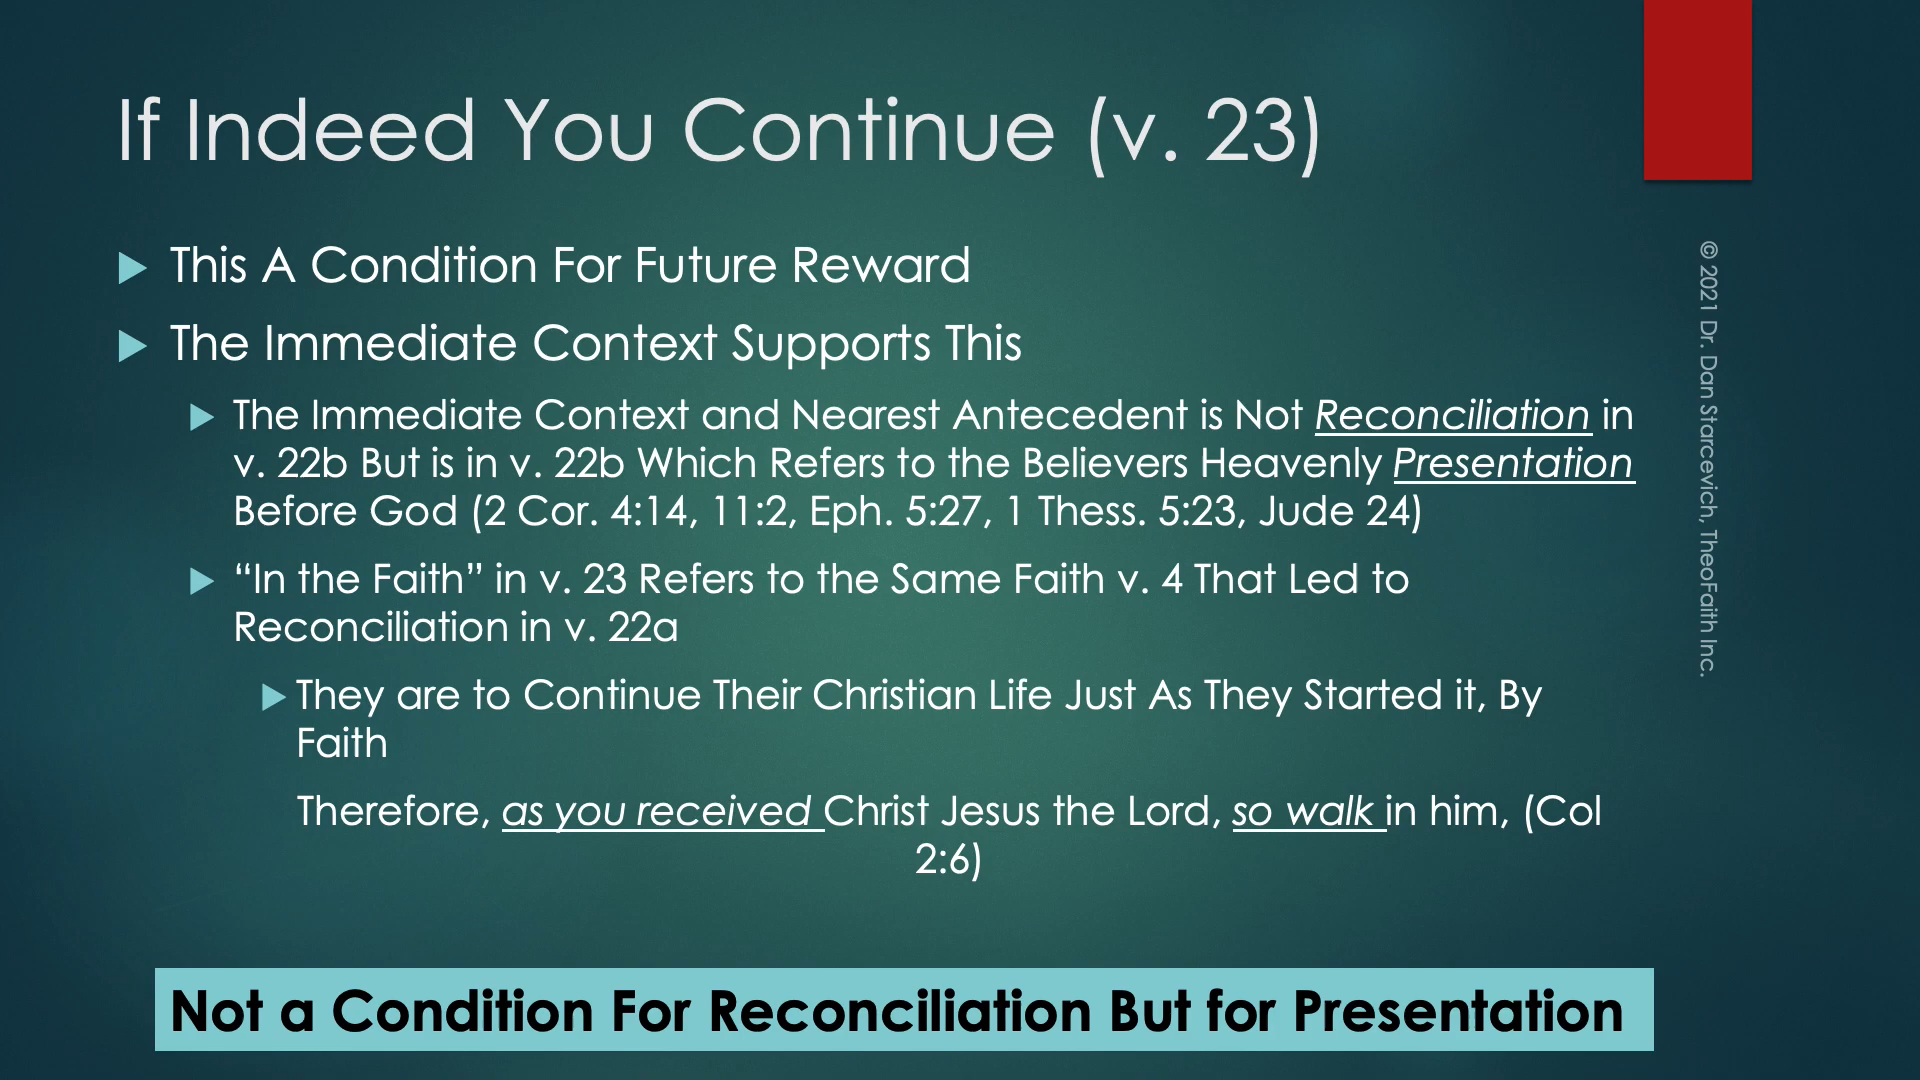 If Indeed You Continue (v. 23)
This A Condition For Future Reward
The Immediate Context Supports This
The Immediate Context and Nearest Antecedent is Not Reconciliation in
v. 22b But is in v. 22b Which Refers to the Believers Heavenly Presentation
Before God (2 Cor. 4:14, 11:2, Eph. 5:27, 1 Thess. 5:23, Jude 24)
“In the Faith” in v. 23 Refers to the Same Faith v. 4 That Led to
Reconciliation in v. 22a
They are to Continue Their Christian Life Just As They Started it, By
Faith
Therefore, as you received Christ Jesus the Lord, so walk in him, (Col
2:6)
Not a Condition For Reconciliation But for Presentation
© 2021 Dr. Dan Starcevich, TheoFaith Inc.